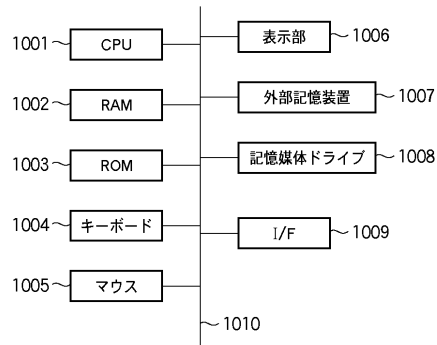 1001 CPU
1002 RAM
1003 ROM
1004 キーボード
1005 マウス
表示部 1006
外部記憶装置 1007
記憶媒体ドライブ 1008
I/F 1009
1010